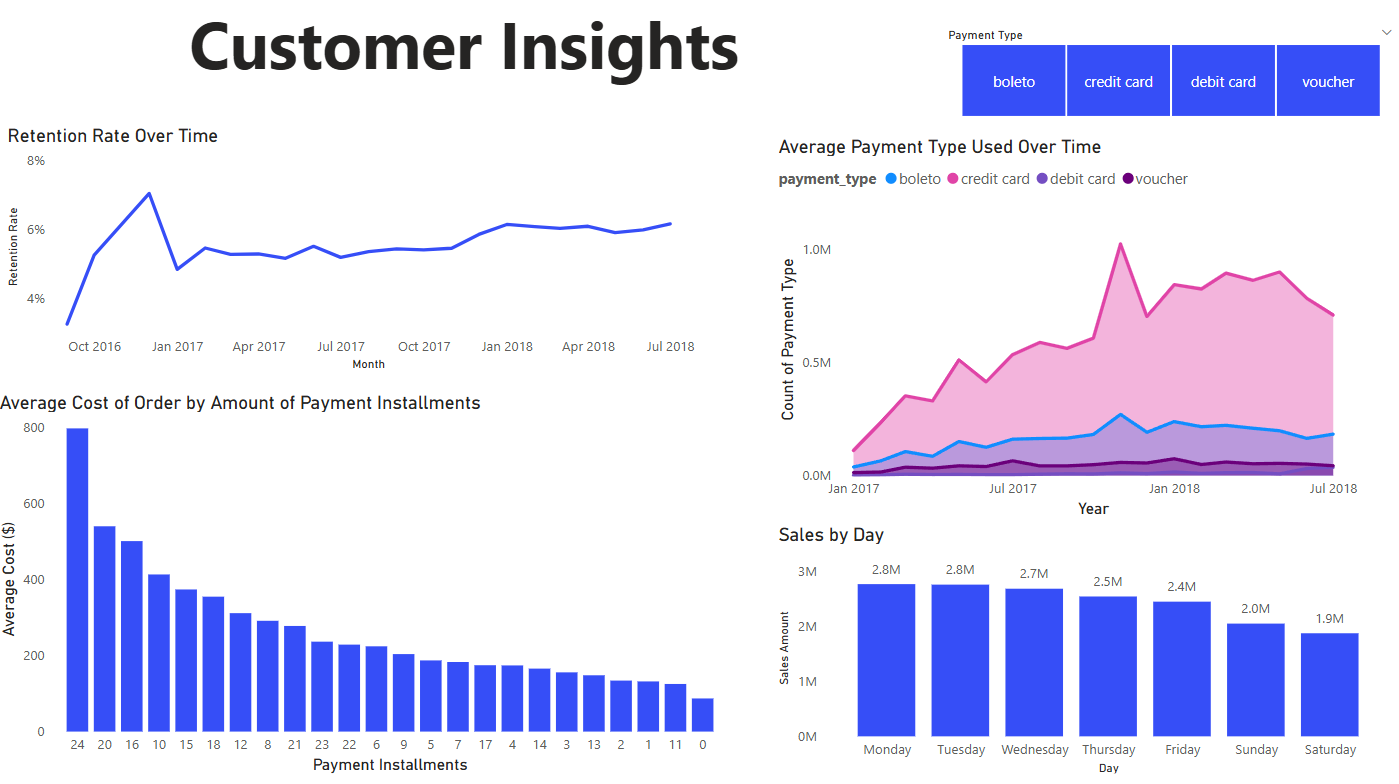 Customer Insights
Payment Type
boleto
credit card
debit card
voucher
Retention Rate Over Time
8%
6%
4%
Retention Rate
Oct 2016
Jan 2017
Apr 2017
Jul 2017
Oct 2017
Jan 2018
Apr 2018
Jul 2018
Month
Average Payment Type Used Over Time
payment_type boleto credit card debit card voucher
1.0M
0.5M
0.0M
Count of Payment Type
Jan 2017
Jul 2017
Jan 2018
Jul 2018
Year
Average Cost of Order by Amount of Payment Installments
800
600
400
200
0
Average Cost ($)
24 20 16 10 15 18 12 8 21 23 22 6 9 5 7 17 4 14 3 13 2 1 11 0
Payment Installments
Sales by Day
3M
2M
1M
0M
Sales Amount
2.8M
2.8M
2.7M
2.5M
2.4M
2.0M
1.9M
Monday
Tuesday
Wednesday
Thursday
Friday
Sunday
Saturday
Day